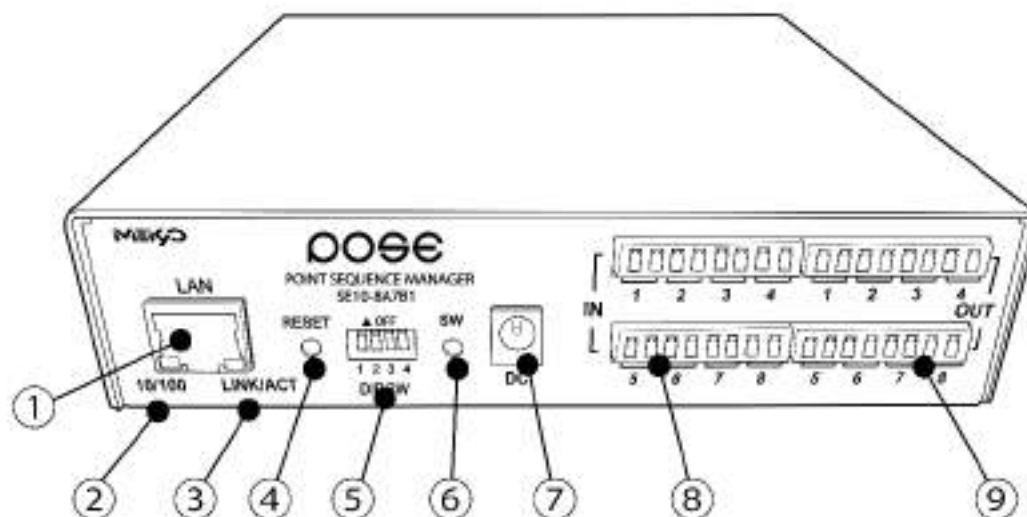 LAN
POSE
POINT SEQUENCE MANAGER
SE10-8A7B1
RESET
▲ OFF
SW
1 2 3 4
DIPSW
DC
10/100
LINK/ACT
IN
1 2 3 4
1 2 3 4
OUT
5 6 7 8
5 6 7 8
1
2
3
4
5
6
7
8
9